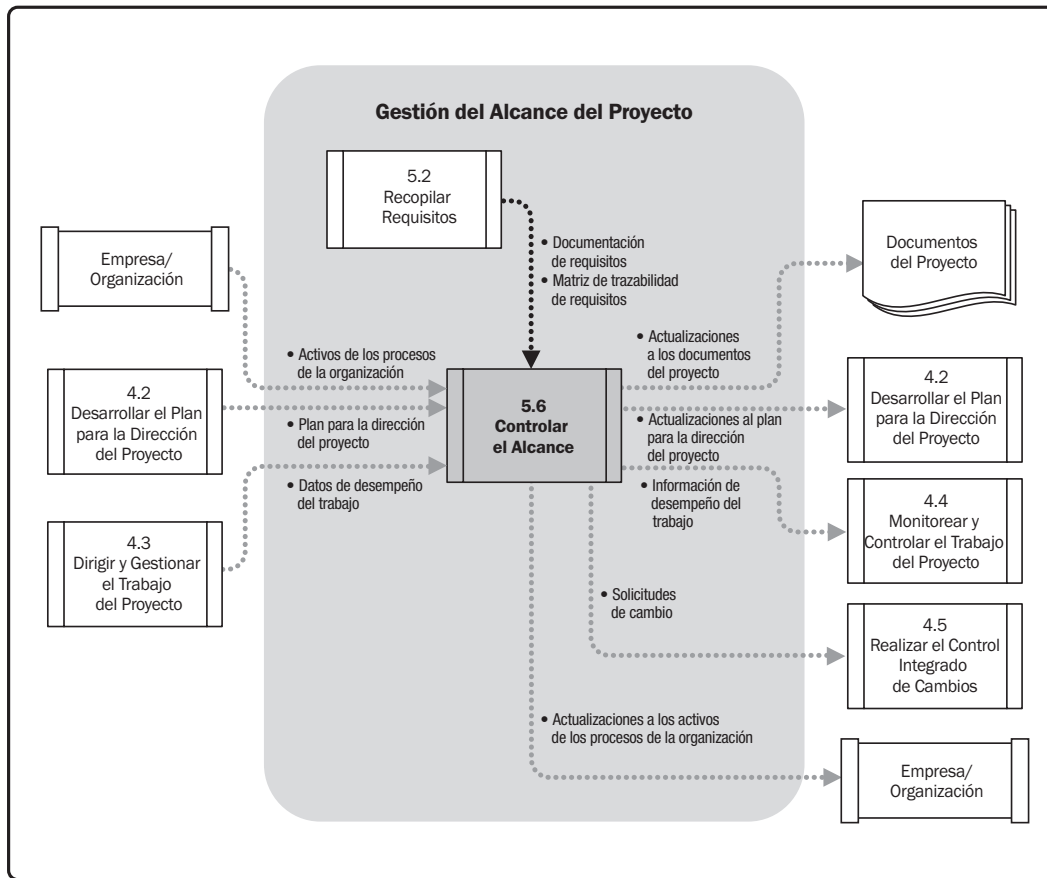 Gestión del Alcance del Proyecto
5.2
Recopilar
Requisitos
Empresa/
Organización
• Documentación
de requisitos
• Matriz de trazabilidad
de requisitos
Documentos
del Proyecto
• Activos de los procesos
de la organización
• Actualizaciones
a los documentos
del proyecto
4.2
Desarrollar el Plan
para la Dirección
del Proyecto
• Plan para la dirección
del proyecto
5.6
Controlar
el Alcance
• Actualizaciones al plan
para la dirección
del proyecto
4.2
Desarrollar el Plan
para la Dirección
del Proyecto
• Datos de desempeño
del trabajo
• Información de
desempeño del
trabajo
4.3
Dirigir y Gestionar
el Trabajo
del Proyecto
4.4
Monitorear y
Controlar el Trabajo
del Proyecto
• Solicitudes
de cambio
4.5
Realizar el Control
Integrado
de Cambios
• Actualizaciones a los activos
de los procesos de la organización
Empresa/
Organización